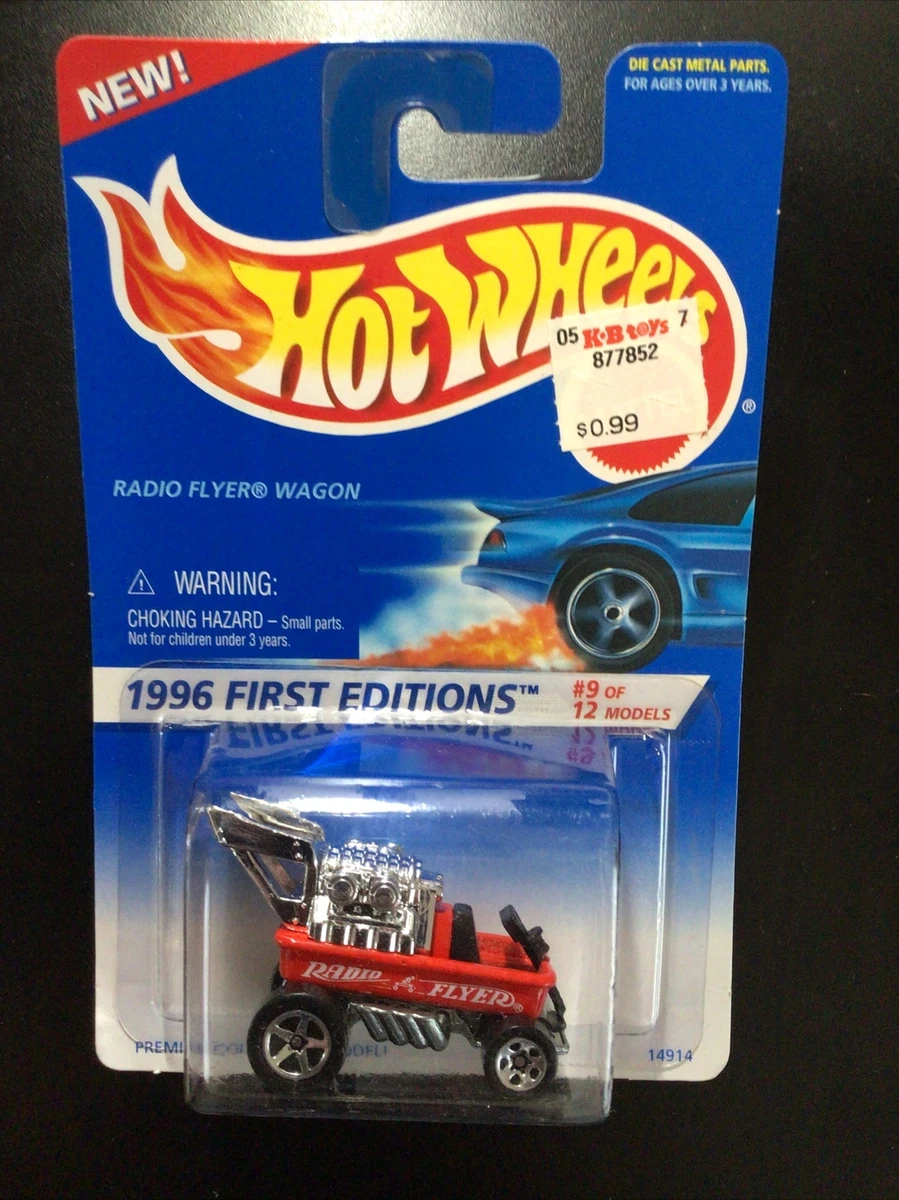 NEW!
DIE CAST METAL PARTS.
FOR AGES OVER 3 YEARS.
Hot Wheels
®
05 K·B toys 7
877852
$0.99
RADIO FLYER® WAGON
⚠ WARNING:
CHOKING HAZARD – Small parts.
Not for children under 3 years.
1996 FIRST EDITIONS™
#9 OF
12 MODELS
RADIO FLYER®
14914